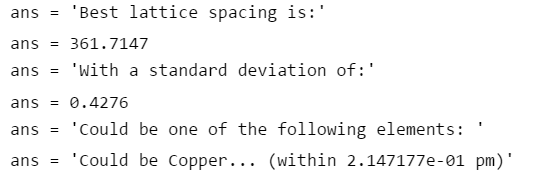 ans = 'Best lattice spacing is:'
ans = 361.7147
ans = 'With a standard deviation of:'
ans = 0.4276
ans = 'Could be one of the following elements: '
ans = 'Could be Copper... (within 2.147177e-01 pm)'